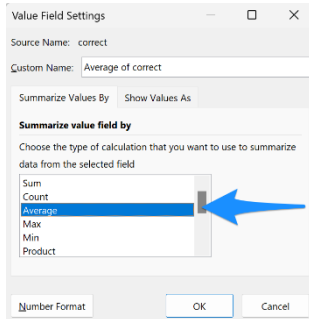 Value Field Settings
Source Name: correct
Custom Name: Average of correct
Summarize Values By Show Values As
Summarize value field by
Choose the type of calculation that you want to use to summarize
data from the selected field
Sum
Count
Average
Max
Min
Product
Number Format OK Cancel